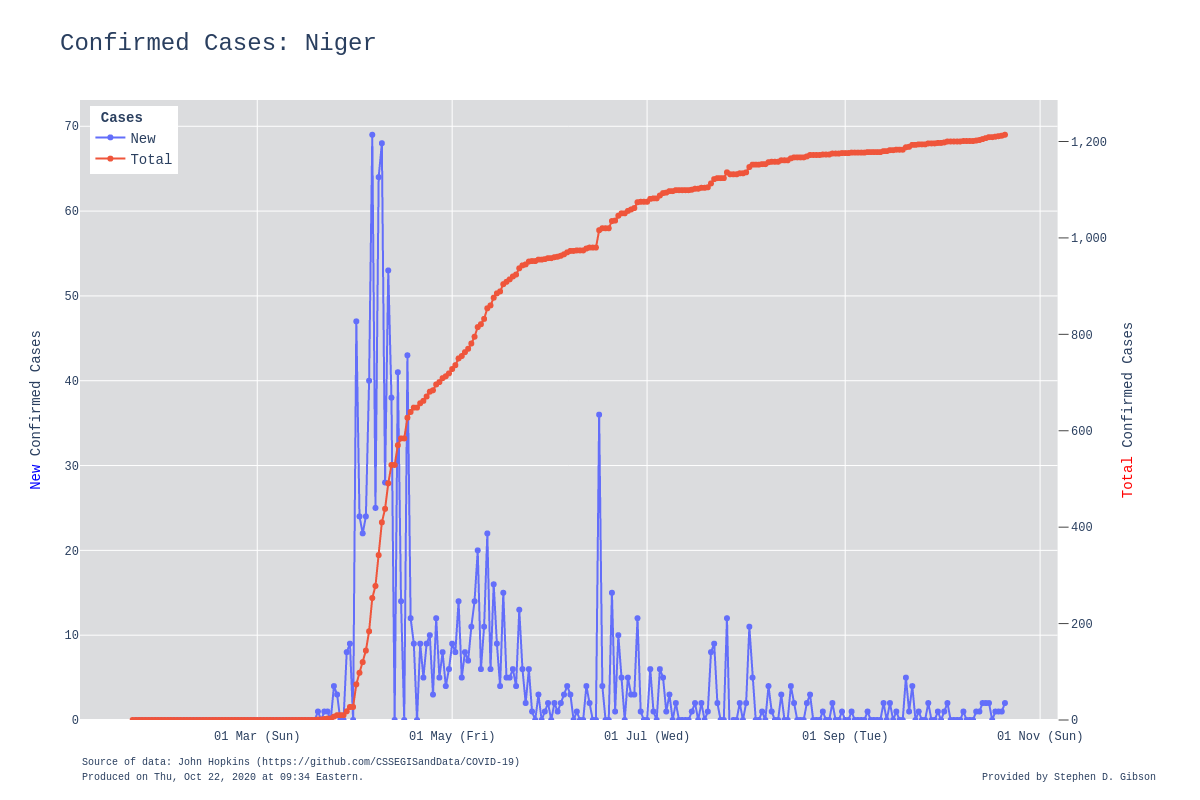 Confirmed Cases: Niger
Cases
New
Total
70
60
50
40
30
20
10
0
1,200
1,000
800
600
400
200
0
New Confirmed Cases
Total Confirmed Cases
01 Mar (Sun)
01 May (Fri)
01 Jul (Wed)
01 Sep (Tue)
01 Nov (Sun)
Source of data: John Hopkins (https://github.com/CSSEGISandData/COVID-19)
Produced on Thu, Oct 22, 2020 at 09:34 Eastern.
Provided by Stephen D. Gibson